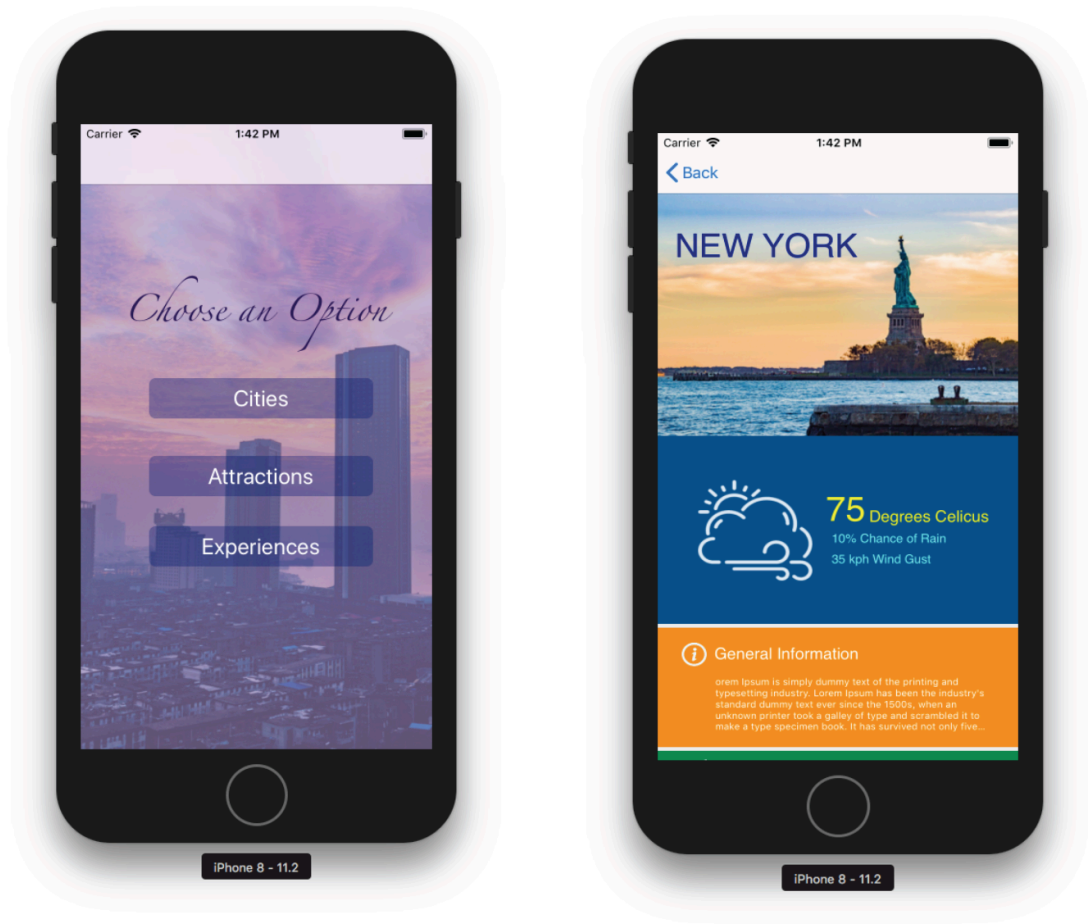 Carrier
1:42 PM
Choose an Option
Cities
Attractions
Experiences
iPhone 8 - 11.2
Carrier
1:42 PM
Back
NEW YORK
75 Degrees Celicus
10% Chance of Rain
35 kph Wind Gust
General Information
orem Ipsum is simply dummy text of the printing and
typesetting industry. Lorem Ipsum has been the industry's
standard dummy text ever since the 1500s, when an
unknown printer took a galley of type and scrambled it to
make a type specimen book. It has survived not only five...
iPhone 8 - 11.2